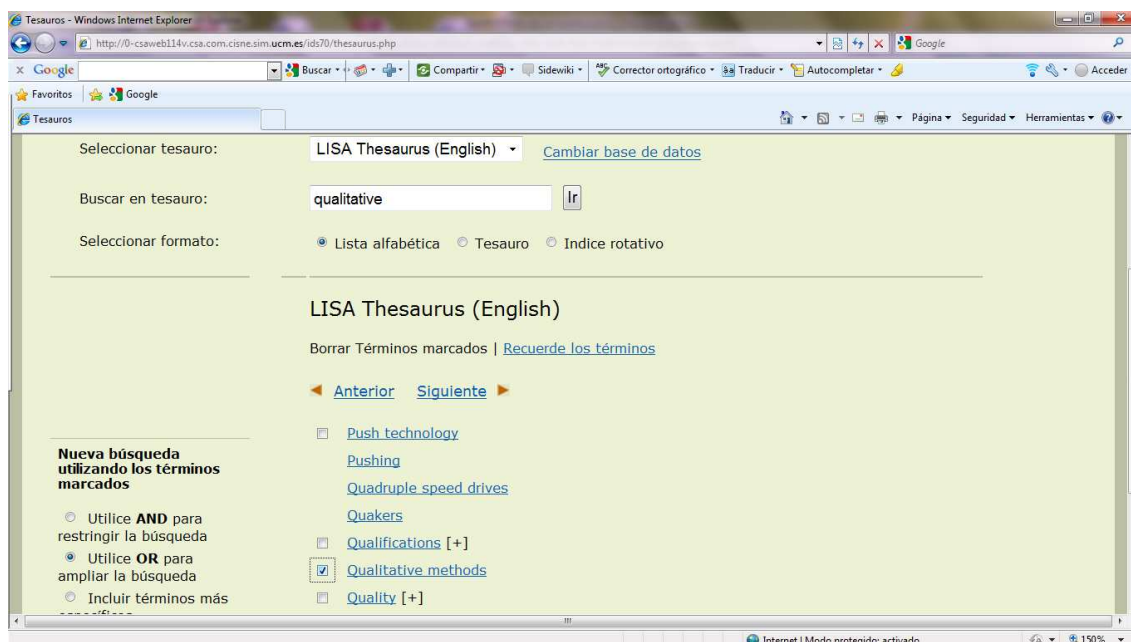 Tesauros - Windows Internet Explorer
http://0-csaweb114v.csa.com.cisne.sim.ucm.es/ids70/thesaurus.php
Google
x Google
Buscar
Compartir
Sidewiki
Corrector ortográfico
Traducir
Autocompletar
Acceder
Favoritos
Google
Tesauros
Página
Seguridad
Herramientas
Seleccionar tesauro:
LISA Thesaurus (English)
Cambiar base de datos
Buscar en tesauro:
qualitative
Ir
Seleccionar formato:
Lista alfabética
Tesauro
Indice rotativo
LISA Thesaurus (English)
Borrar Términos marcados | Recuerde los términos
Anterior
Siguiente
Push technology
Pushing
Quadruple speed drives
Quakers
Qualifications [+]
Qualitative methods
Quality [+]
Nueva búsqueda
utilizando los términos
marcados
Utilice AND para
restringir la búsqueda
Utilice OR para
ampliar la búsqueda
Incluir términos más
Internet | Modo protegido: activado
150%